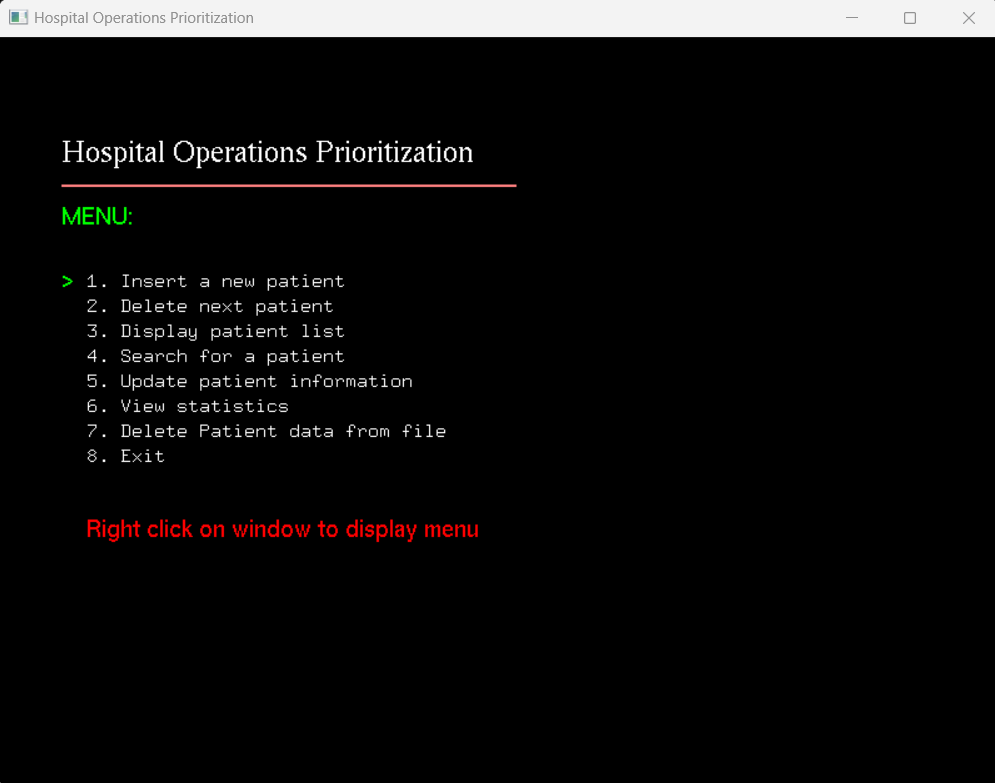 Hospital Operations Prioritization
Hospital Operations Prioritization
MENU:
> 1. Insert a new patient
2. Delete next patient
3. Display patient list
4. Search for a patient
5. Update patient information
6. View statistics
7. Delete Patient data from file
8. Exit
Right click on window to display menu